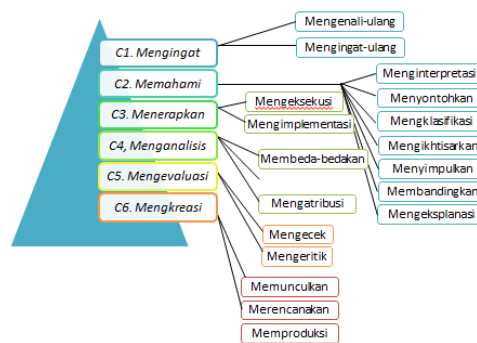 C1. Mengingat
C2. Memahami
C3. Menerapkan
C4, Menganalisis
C5. Mengevaluasi
C6. Mengkreasi
Mengenali-ulang
Mengingat-ulang
Menginterpretasi
Menyontohkan
Mengklasifikasi
Mengikhtisarkan
Menyimpulkan
Membandingkan
Mengeksplanasi
Mengeksekusi
Mengimplementasi
Membeda-bedakan
Mengatribusi
Mengecek
Mengeritik
Memunculkan
Merencanakan
Memproduksi